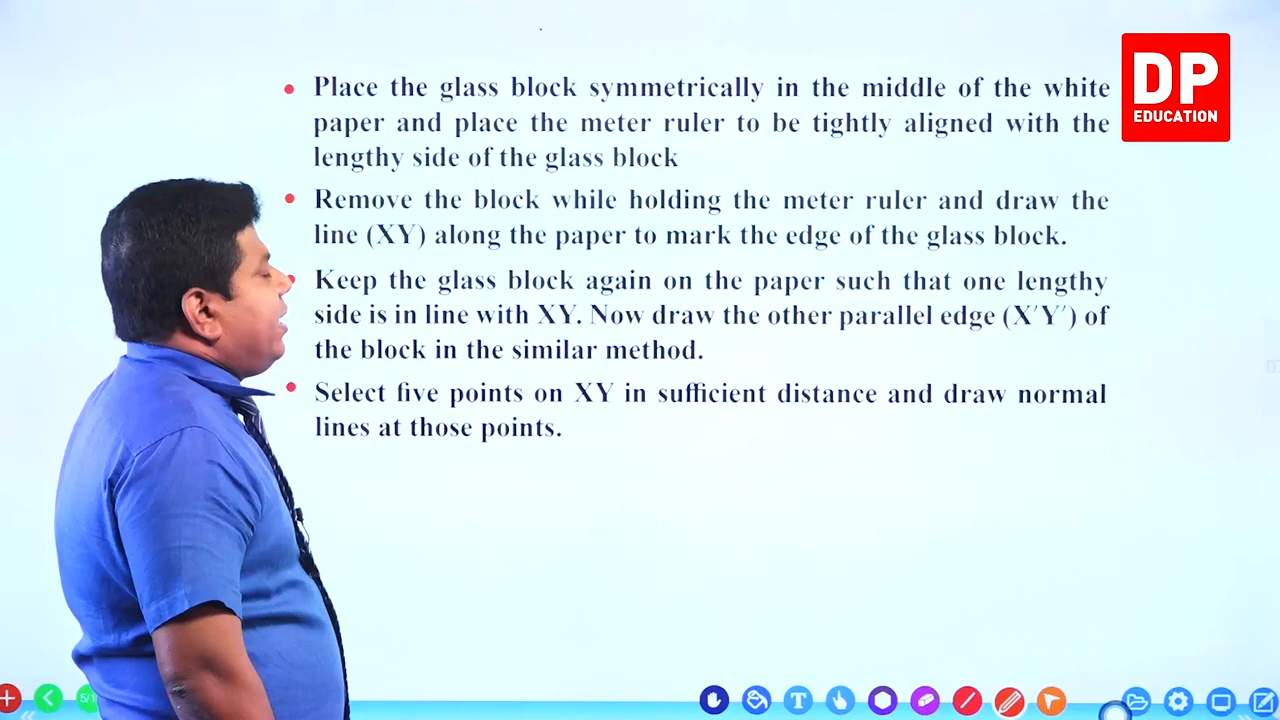 DP
EDUCATION
Place the glass block symmetrically in the middle of the white
paper and place the meter ruler to be tightly aligned with the
lengthy side of the glass block
Remove the block while holding the meter ruler and draw the
line (XY) along the paper to mark the edge of the glass block.
Keep the glass block again on the paper such that one lengthy
side is in line with XY. Now draw the other parallel edge (X′Y′) of
the block in the similar method.
Select five points on XY in sufficient distance and draw normal
lines at those points.
T